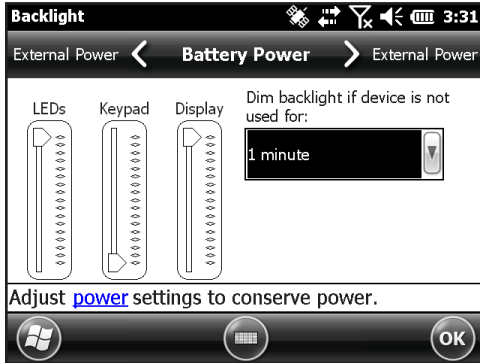 Backlight 3:31
External Power Battery Power External Power
LEDs Keypad Display
Dim backlight if device is not
used for:
1 minute
Adjust power settings to conserve power.
OK